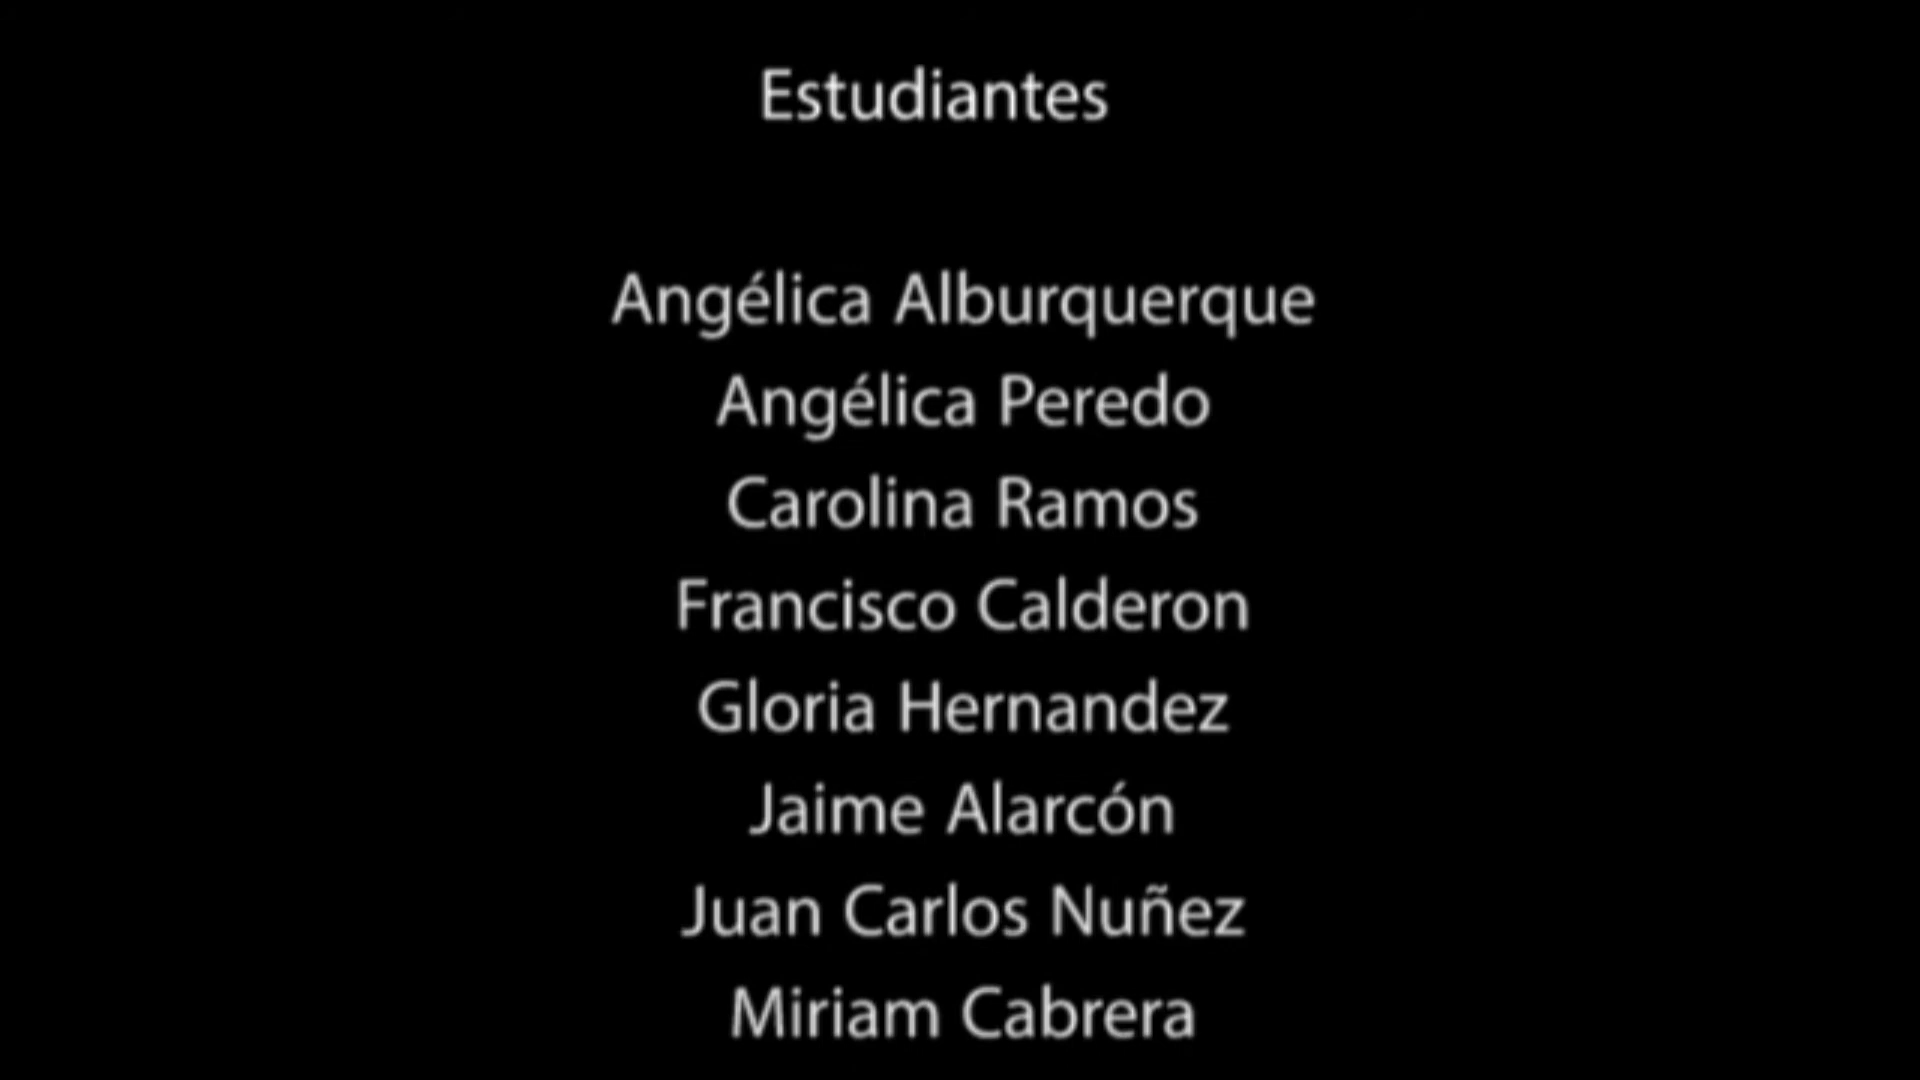 Estudiantes
Angélica Alburquerque
Angélica Peredo
Carolina Ramos
Francisco Calderon
Gloria Hernandez
Jaime Alarcón
Juan Carlos Nuñez
Miriam Cabrera